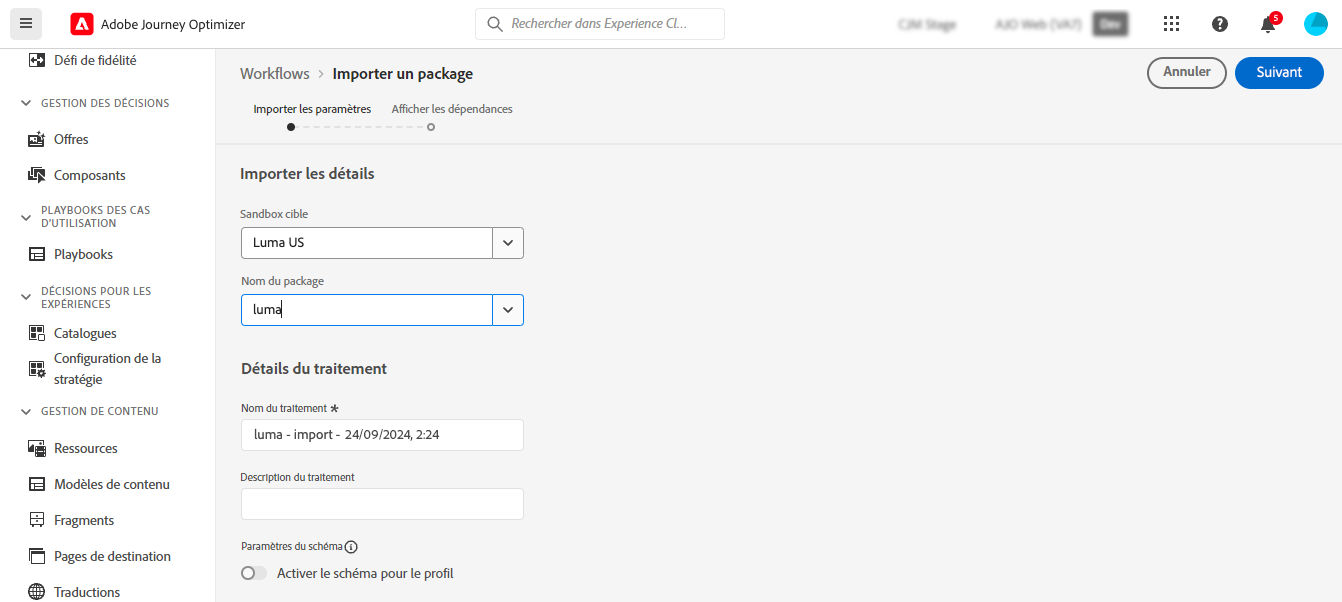 Adobe Journey Optimizer
Rechercher dans Experience Cl...
5
Défi de fidélité
GESTION DES DÉCISIONS
Offres
Composants
PLAYBOOKS DES CAS
D'UTILISATION
Playbooks
DÉCISIONS POUR LES
EXPÉRIENCES
Catalogues
Configuration de la
stratégie
GESTION DE CONTENU
Ressources
Modèles de contenu
Fragments
Pages de destination
Traductions
Workflows > Importer un package
Annuler
Suivant
Importer les paramètres
Afficher les dépendances
Importer les détails
Sandbox cible
Luma US
Nom du package
luma
Détails du traitement
Nom du traitement *
luma - import - 24/09/2024, 2:24
Description du traitement
Paramètres du schéma
Activer le schéma pour le profil